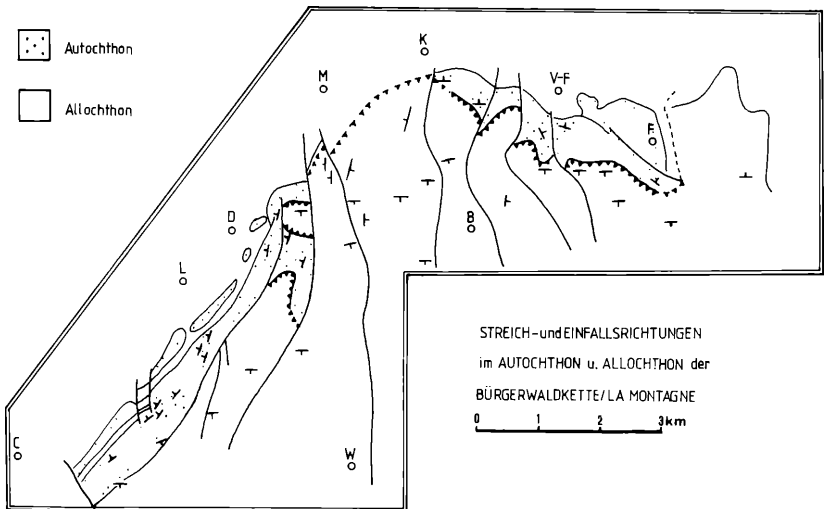 Autochthon
Allochthon
K
M
V-F
F
D
B
L
C
W
STREICH-und EINFALLSRICHTUNGEN
im AUTOCHTHON u. ALLOCHTHON der
BÜRGERWALDKETTE/LA MONTAGNE
0 1 2 3km